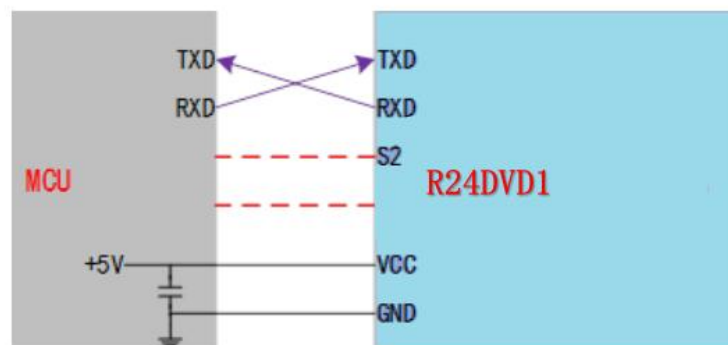 TXD TXD
RXD RXD
S2
MCU R24DVD1
+5V VCC
GND